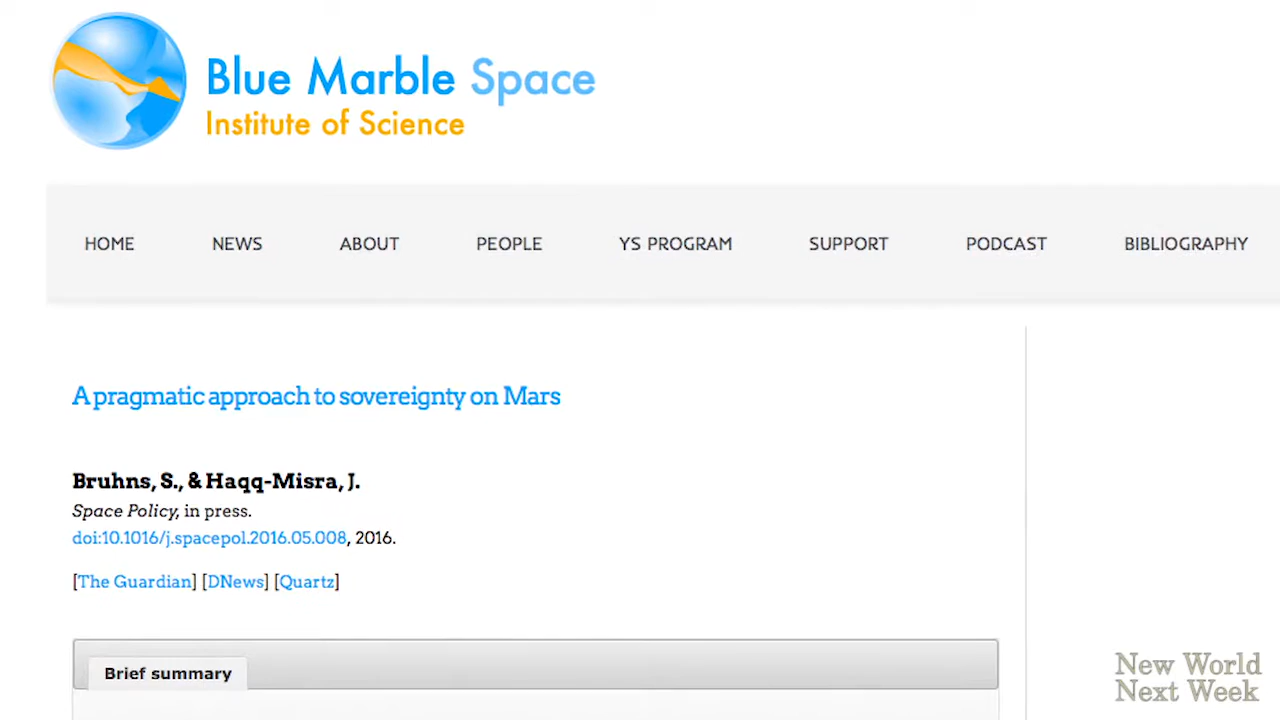 Blue Marble Space
Institute of Science
HOME NEWS ABOUT PEOPLE YS PROGRAM SUPPORT PODCAST BIBLIOGRAPHY
A pragmatic approach to sovereignty on Mars
Bruhns, S., & Haqq-Misra, J.
Space Policy, in press.
doi:10.1016/j.spacepol.2016.05.008, 2016.
[The Guardian] [DNews] [Quartz]
Brief summary
New World
Next Week